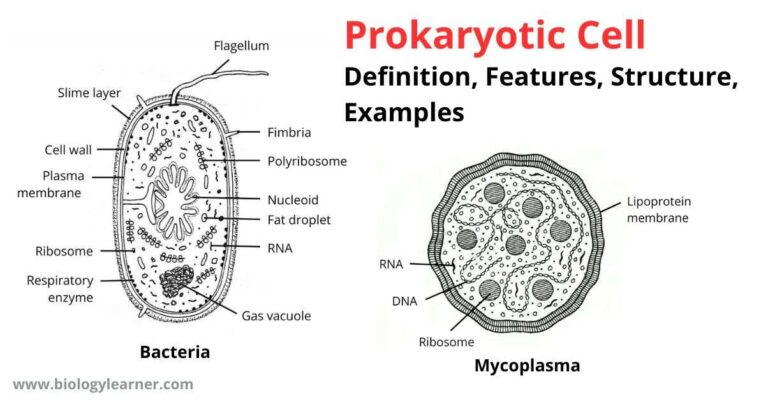 Prokaryotic Cell
Definition, Features, Structure,
Examples
Flagellum
Slime layer
Cell wall
Plasma
membrane
Ribosome
Respiratory
enzyme
Fimbria
Polyribosome
Nucleoid
Fat droplet
RNA
Gas vacuole
Bacteria
Lipoprotein
membrane
RNA
DNA
Ribosome
Mycoplasma
www.biologylearner.com